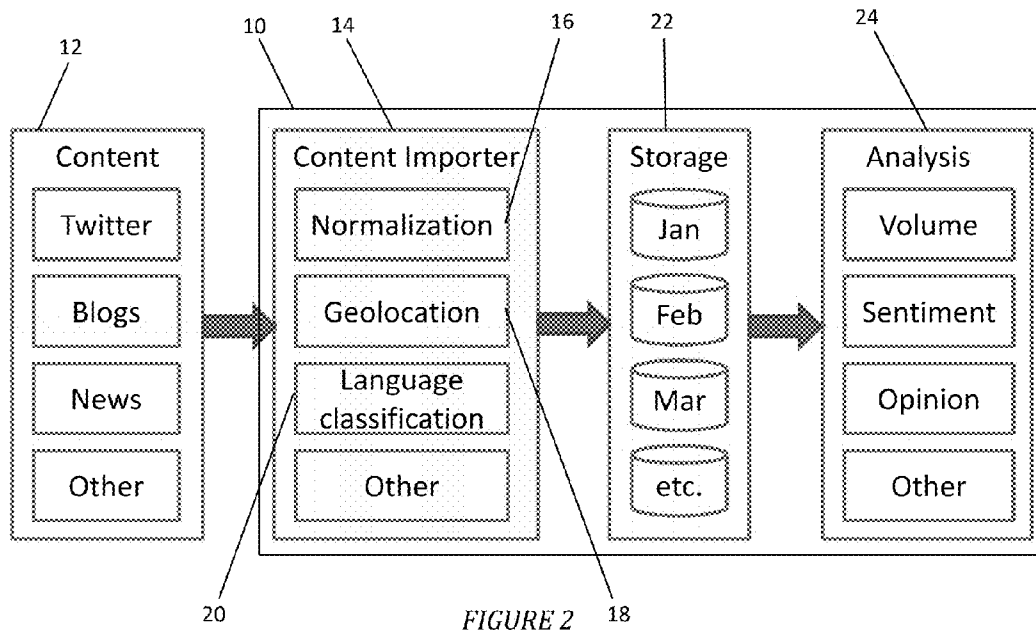 12
10
14
16
22
24
Content
Twitter
Blogs
News
Other
Content Importer
Normalization
Geolocation
Language
classification
Other
Storage
Jan
Feb
Mar
etc.
Analysis
Volume
Sentiment
Opinion
Other
20
FIGURE 2
18